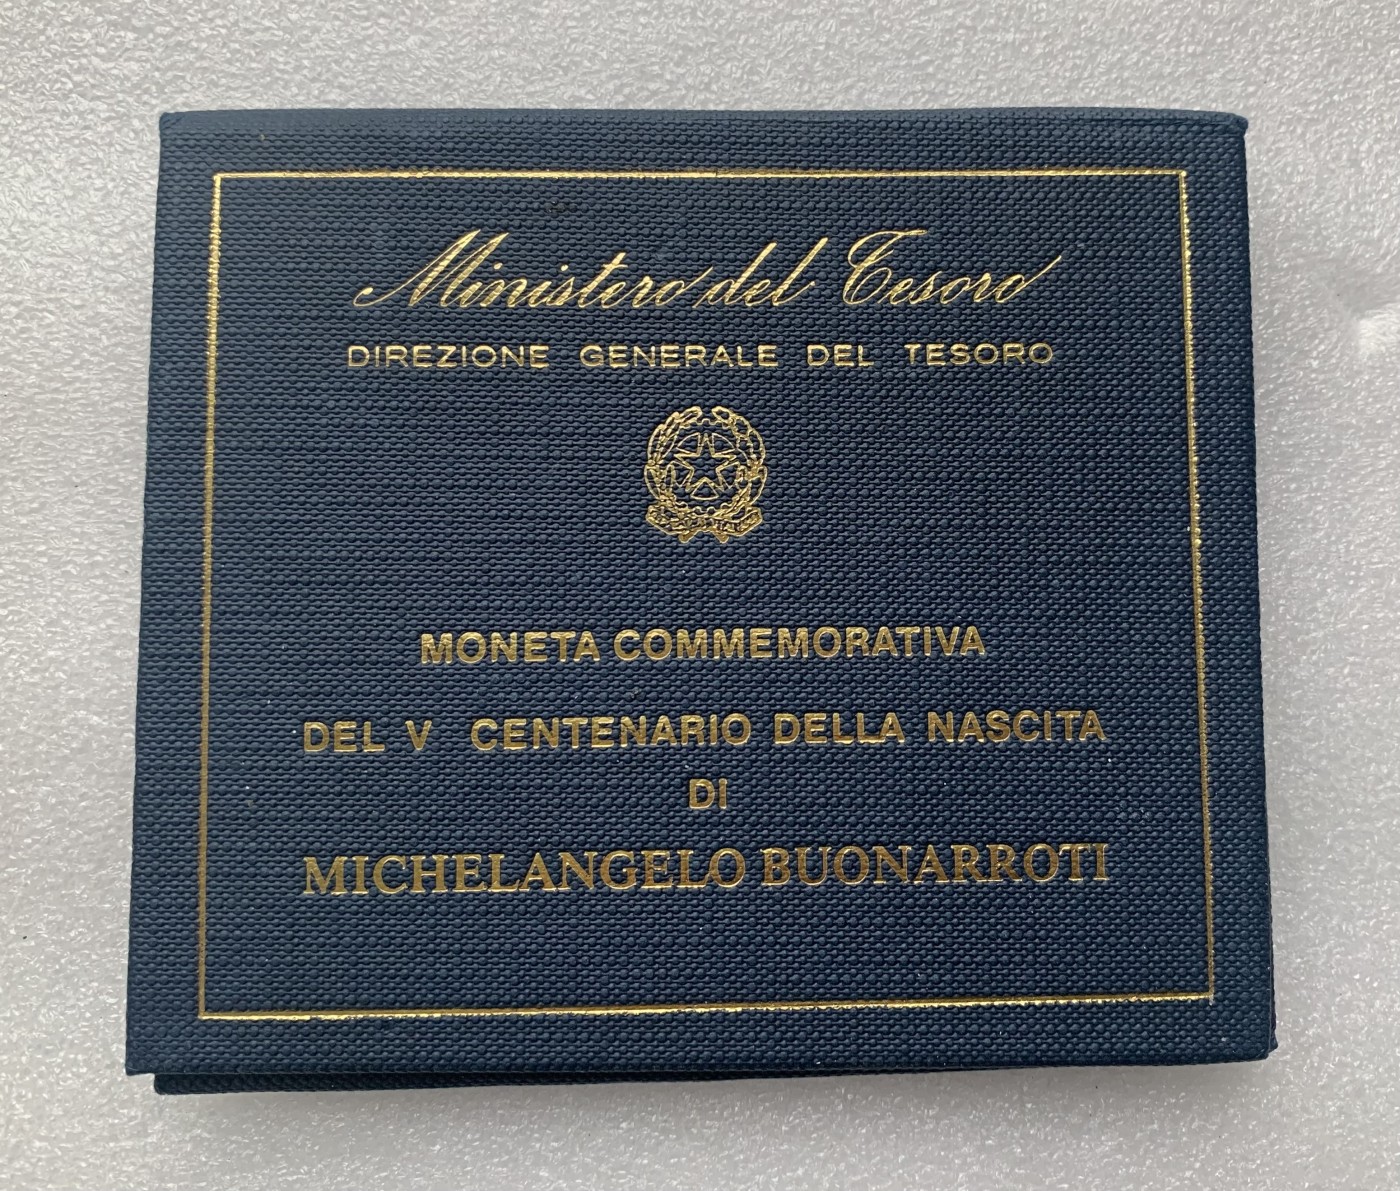 Ministero del Tesoro
DIREZIONE GENERALE DEL TESORO
MONETA COMMEMORATIVA
DEL V CENTENARIO DELLA NASCITA
DI
MICHELANGELO BUONARROTI